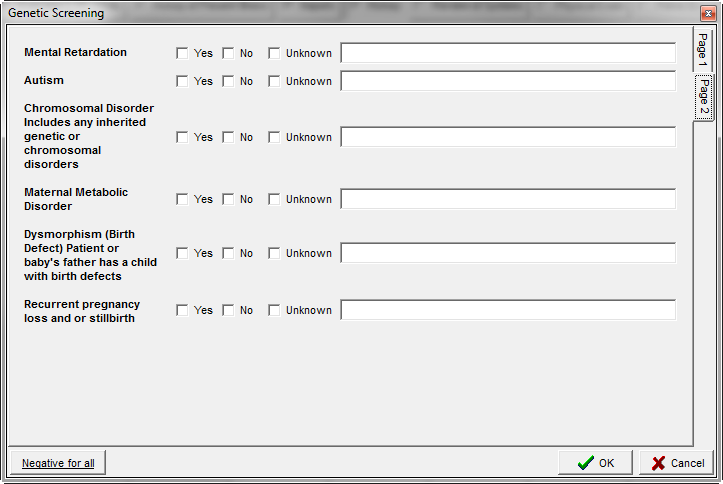 Genetic Screening
Mental Retardation Yes No Unknown
Autism Yes No Unknown
Chromosomal Disorder
Includes any inherited
genetic or
chromosomal
disorders
Yes No Unknown
Maternal Metabolic
Disorder
Yes No Unknown
Dysmorphism (Birth
Defect) Patient or
baby's father has a child
with birth defects
Yes No Unknown
Recurrent pregnancy
loss and or stillbirth
Yes No Unknown
Page 1
Page 2
Negative for all
OK
Cancel